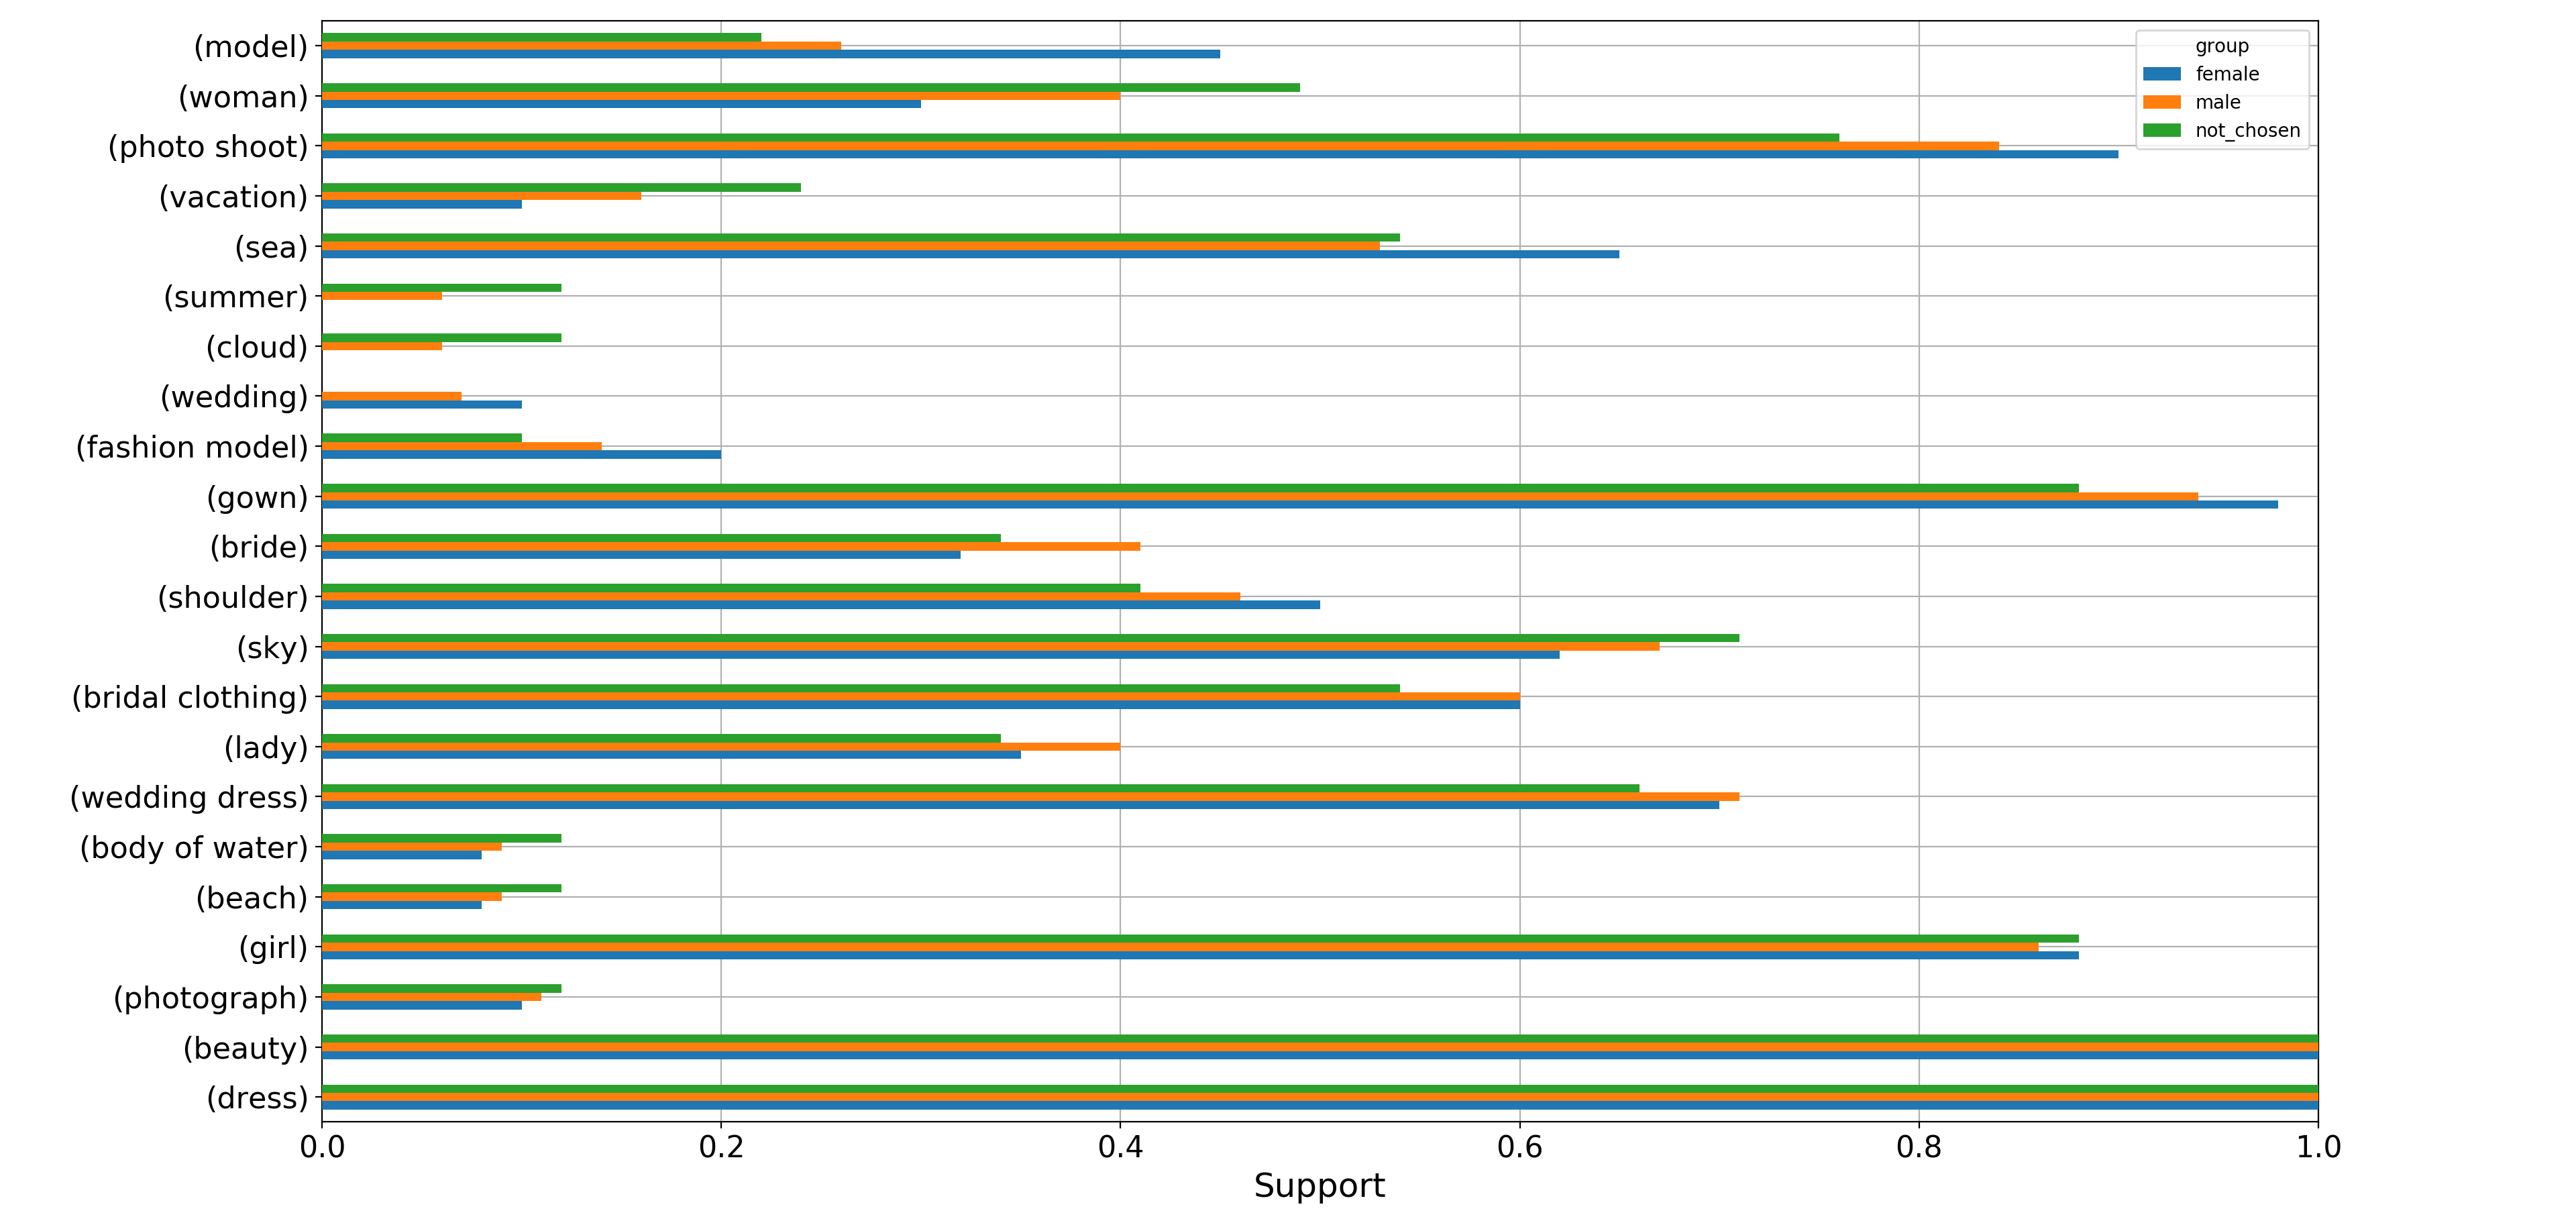 (model)
(woman)
(photo shoot)
(vacation)
(sea)
(summer)
(cloud)
(wedding)
(fashion model)
(gown)
(bride)
(shoulder)
(sky)
(bridal clothing)
(lady)
(wedding dress)
(body of water)
(beach)
(girl)
(photograph)
(beauty)
(dress)
group
female
male
not_chosen
0.0 0.2 0.4 0.6 0.8 1.0
Support